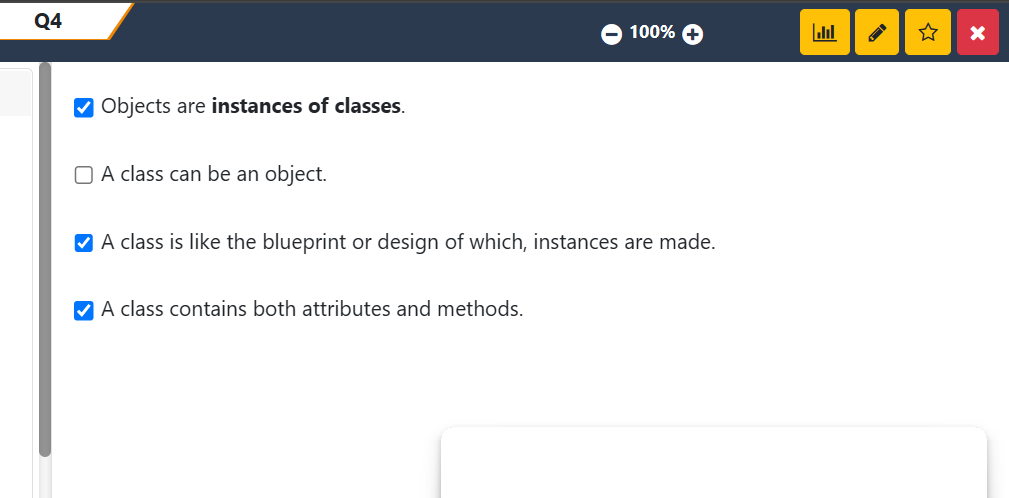 Q4
100%
Objects are instances of classes.
A class can be an object.
A class is like the blueprint or design of which, instances are made.
A class contains both attributes and methods.